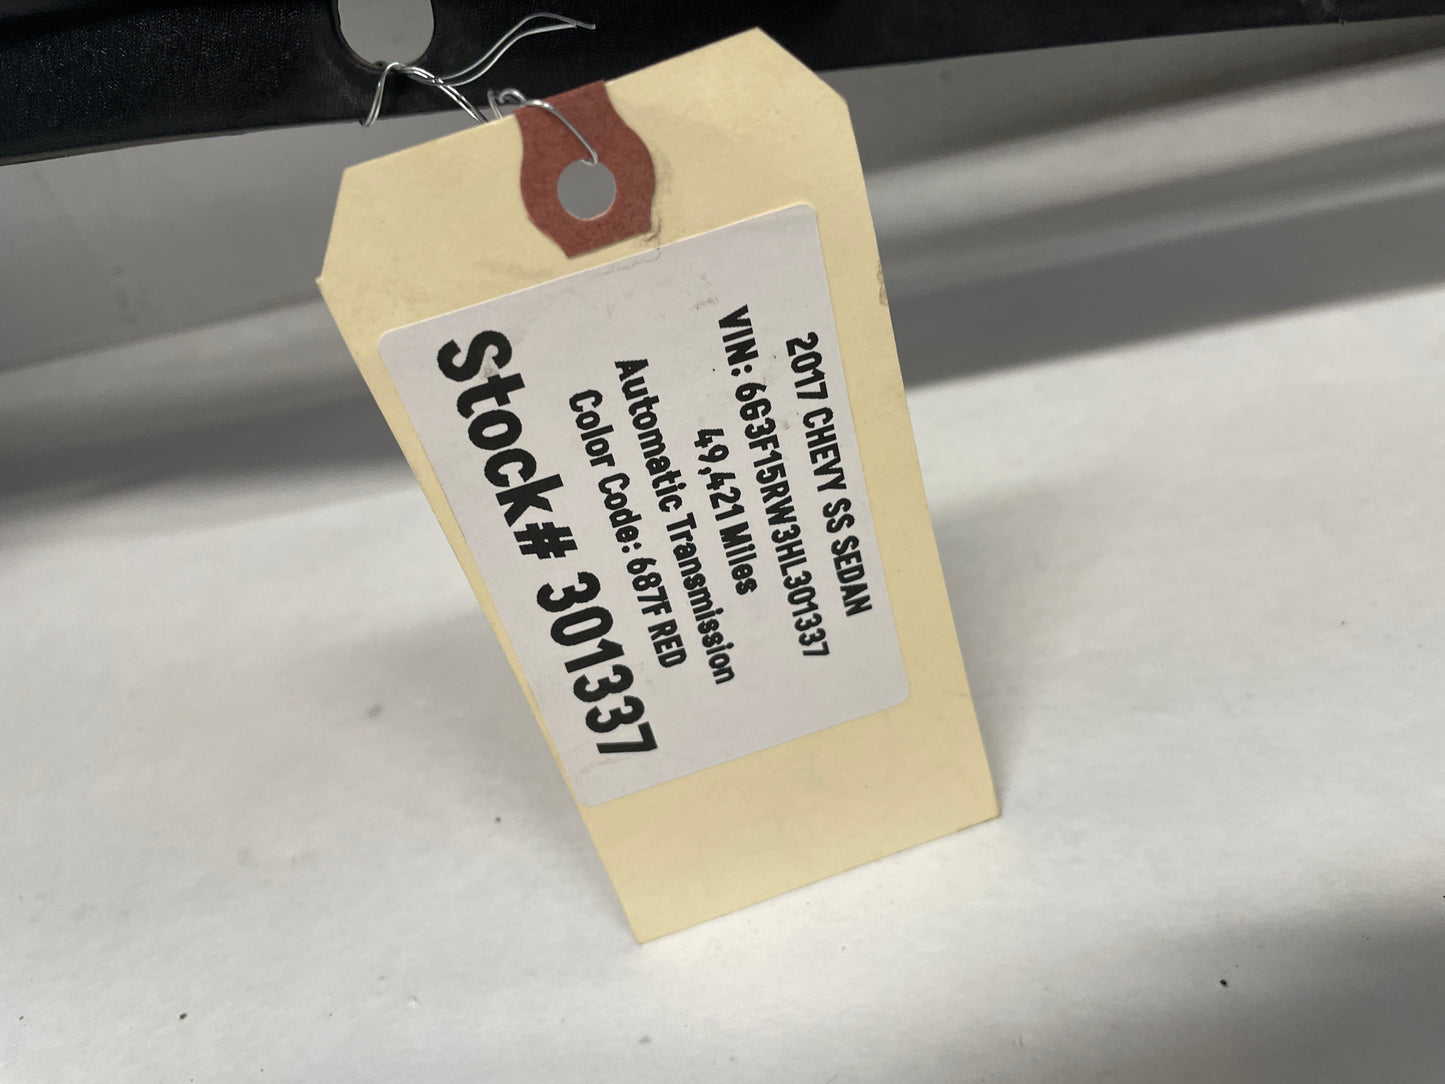 2017 CHEVY SS SEDAN
VIN: 6G3F15RW3HL301337
49,421 Miles
Automatic Transmission
Color Code: 687F RED
Stock# 301337